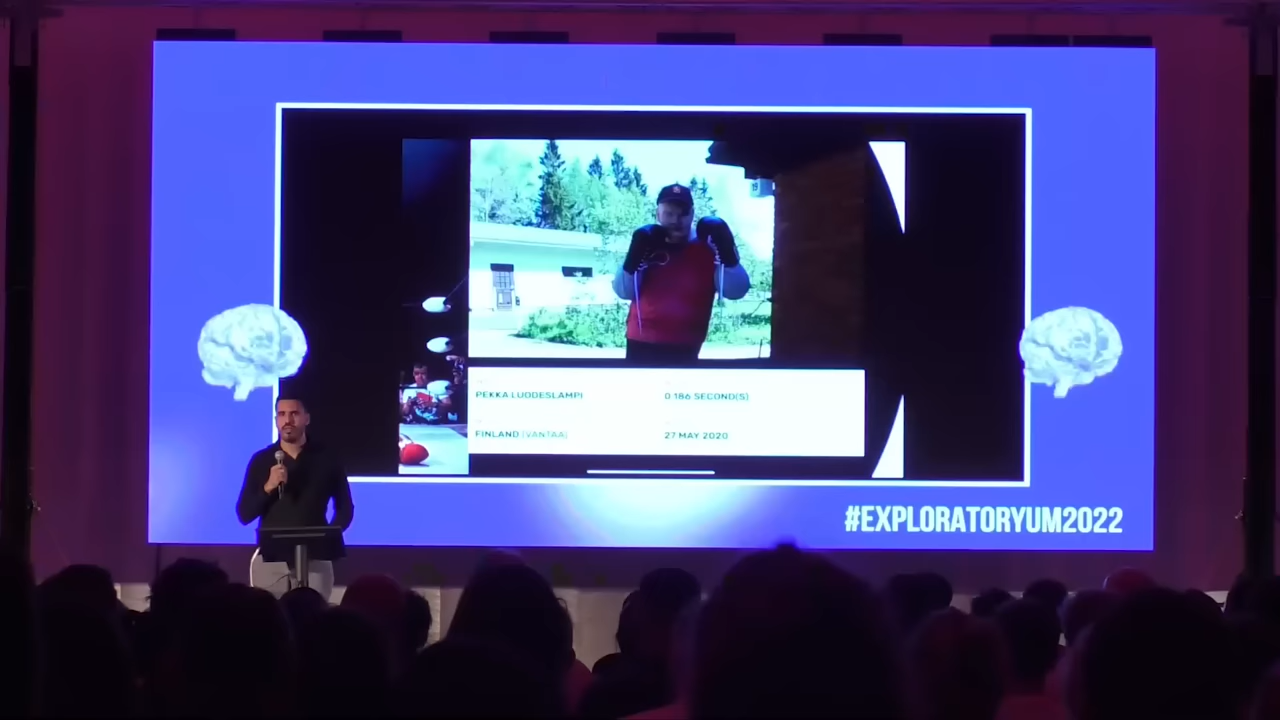 PEKKA LUODESLAMPI
0.186 SECOND(S)
FINLAND (VANTAA)
27 MAY 2020
#EXPLORATORYUM2022